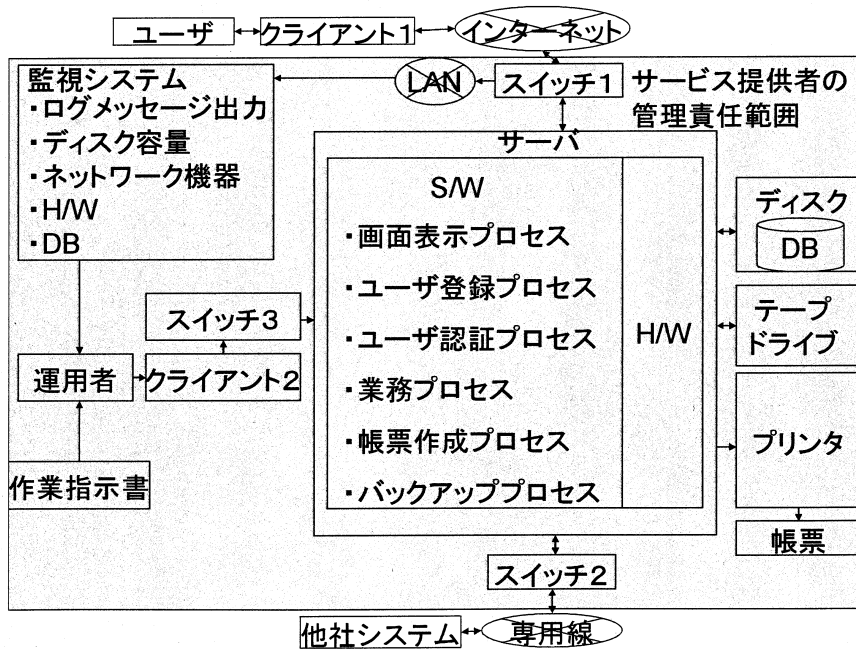 ユーザ
クライアント1
インターネット
監視システム
・ログメッセージ出力
・ディスク容量
・ネットワーク機器
・H/W
・DB
LAN
スイッチ1
サービス提供者の
管理責任範囲
サーバ
S/W
・画面表示プロセス
・ユーザ登録プロセス
・ユーザ認証プロセス
・業務プロセス
・帳票作成プロセス
・バックアッププロセス
H/W
ディスク
DB
テープ
ドライブ
プリンタ
帳票
スイッチ3
運用者
クライアント2
作業指示書
スイッチ2
他社システム
専用線